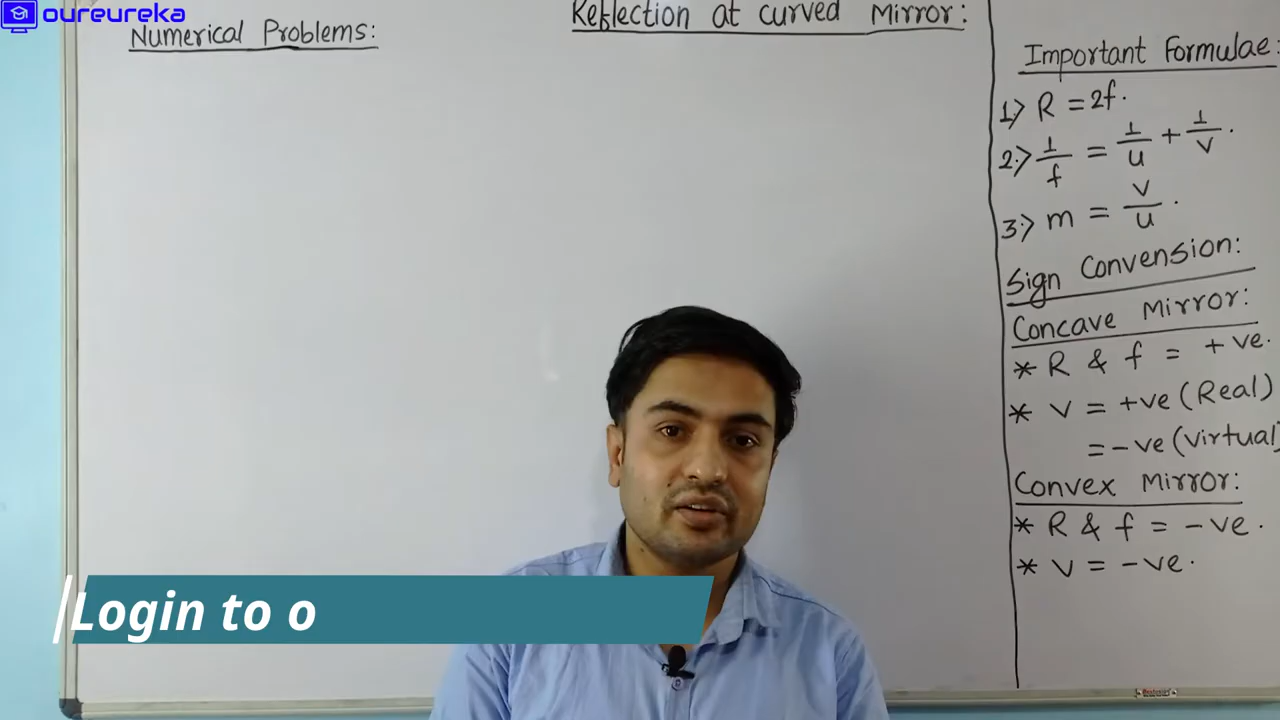 oureureka
Numerical Problems:
Reflection at curved Mirror:
Important Formulae:
1.> R = 2f.
2.> 1/f = 1/u + 1/v.
3.> m = v/u.
Sign Convension:
Concave Mirror:
* R & f = +ve.
* v = +ve (Real)
= -ve (Virtual)
Convex Mirror:
* R & f = -ve.
* v = -ve.
Login to o